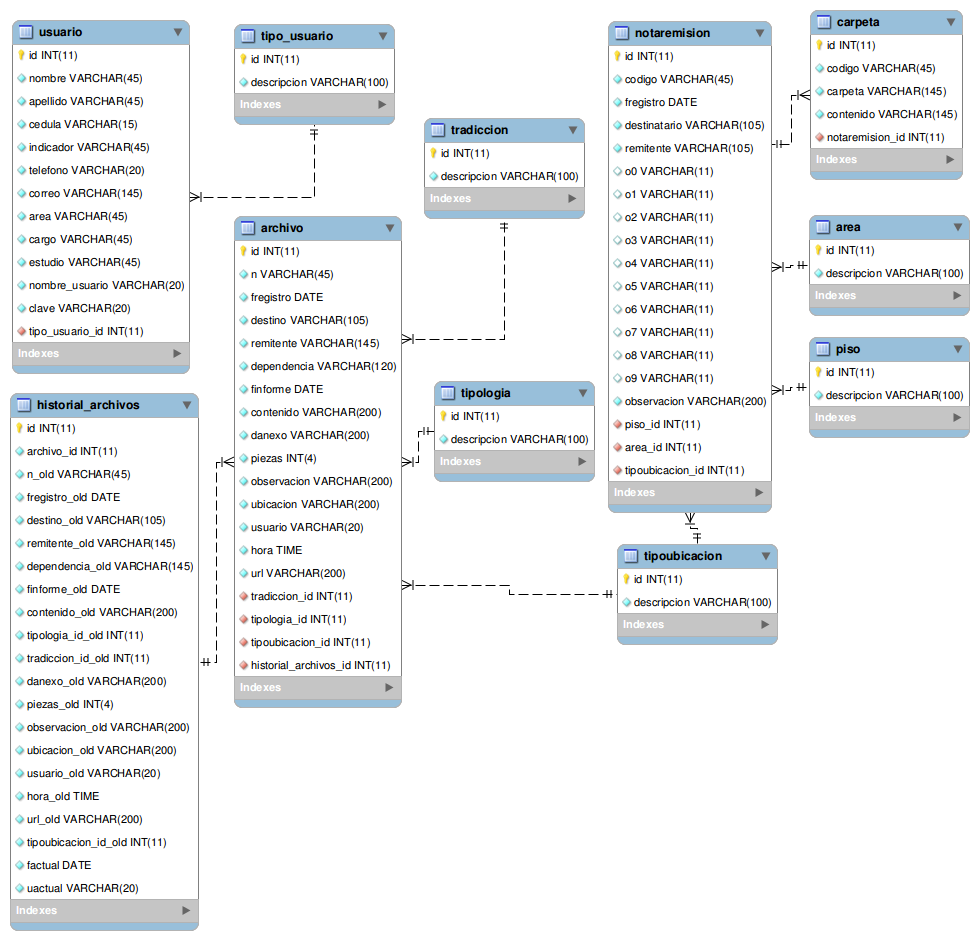 usuario
id INT(11)
nombre VARCHAR(45)
apellido VARCHAR(45)
cedula VARCHAR(15)
indicador VARCHAR(45)
telefono VARCHAR(20)
correo VARCHAR(145)
area VARCHAR(45)
cargo VARCHAR(45)
estudio VARCHAR(45)
nombre_usuario VARCHAR(20)
clave VARCHAR(20)
tipo_usuario_id INT(11)
Indexes
tipo_usuario
id INT(11)
descripcion VARCHAR(100)
Indexes
tradiccion
id INT(11)
descripcion VARCHAR(100)
Indexes
archivo
id INT(11)
n VARCHAR(45)
fregistro DATE
destino VARCHAR(105)
remitente VARCHAR(145)
dependencia VARCHAR(120)
finforme DATE
contenido VARCHAR(200)
danexo VARCHAR(200)
piezas INT(4)
observacion VARCHAR(200)
ubicacion VARCHAR(200)
usuario VARCHAR(20)
hora TIME
url VARCHAR(200)
tradiccion_id INT(11)
tipologia_id INT(11)
tipoubicacion_id INT(11)
historial_archivos_id INT(11)
Indexes
historial_archivos
id INT(11)
archivo_id INT(11)
n_old VARCHAR(45)
fregistro_old DATE
destino_old VARCHAR(105)
remitente_old VARCHAR(145)
dependencia_old VARCHAR(145)
finforme_old DATE
contenido_old VARCHAR(200)
tipologia_id_old INT(11)
tradiccion_id_old INT(11)
danexo_old VARCHAR(200)
piezas_old INT(4)
observacion_old VARCHAR(200)
ubicacion_old VARCHAR(200)
usuario_old VARCHAR(20)
hora_old TIME
url_old VARCHAR(200)
tipoubicacion_id_old INT(11)
factual DATE
uactual VARCHAR(20)
Indexes
tipologia
id INT(11)
descripcion VARCHAR(100)
Indexes
notaremision
id INT(11)
codigo VARCHAR(45)
fregistro DATE
destinatario VARCHAR(105)
remitente VARCHAR(105)
o0 VARCHAR(11)
o1 VARCHAR(11)
o2 VARCHAR(11)
o3 VARCHAR(11)
o4 VARCHAR(11)
o5 VARCHAR(11)
o6 VARCHAR(11)
o7 VARCHAR(11)
o8 VARCHAR(11)
o9 VARCHAR(11)
observacion VARCHAR(200)
piso_id INT(11)
area_id INT(11)
tipoubicacion_id INT(11)
Indexes
carpeta
id INT(11)
codigo VARCHAR(45)
carpeta VARCHAR(145)
contenido VARCHAR(145)
notaremision_id INT(11)
Indexes
area
id INT(11)
descripcion VARCHAR(100)
Indexes
piso
id INT(11)
descripcion VARCHAR(100)
Indexes
tipoubicacion
id INT(11)
descripcion VARCHAR(100)
Indexes